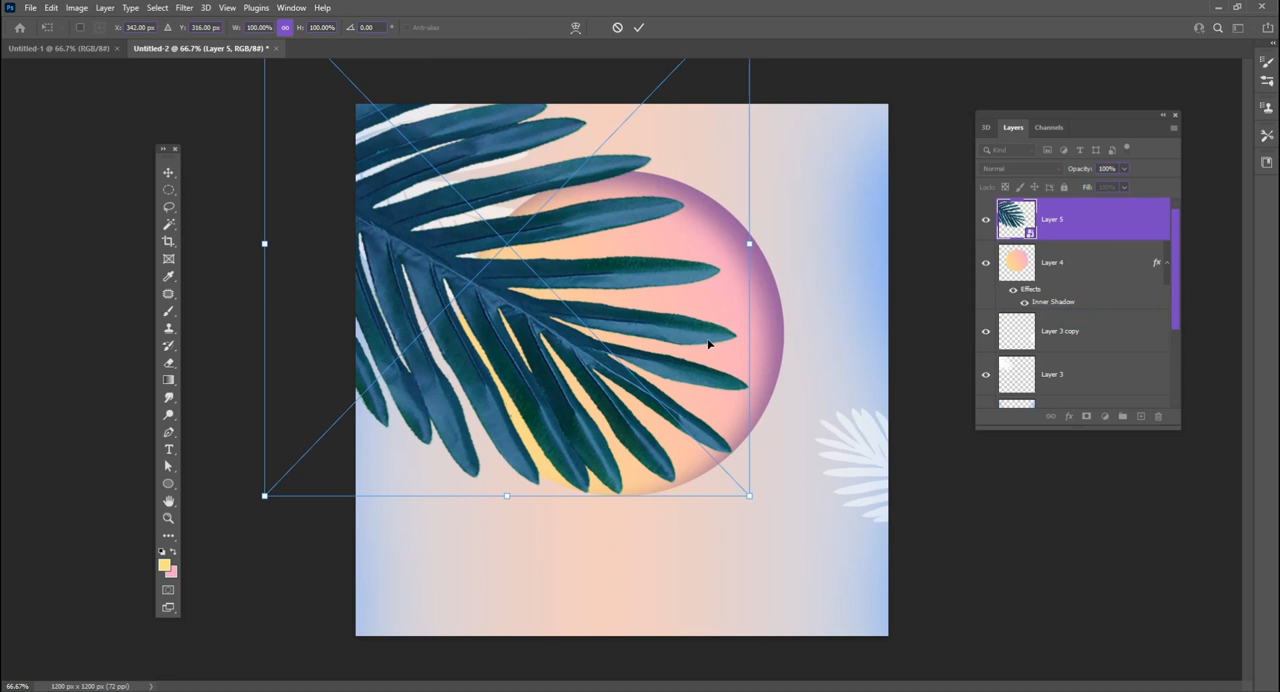 Ps File Edit Image Layer Type Select Filter 3D View Plugins Window Help
X: 342.00 px Y: 316.00 px W: 100.00% H: 100.00% 0.00 ° Anti-alias
Untitled-1 @ 66.7% (RGB/8#) × Untitled-2 @ 66.7% (Layer 5, RGB/8#) * ×
3D Layers Channels
Kind
Normal Opacity: 100%
Lock: Fill: 100%
Layer 5
Layer 4 fx
Effects
Inner Shadow
Layer 3 copy
Layer 3
fx
66.67% 1200 px x 1200 px (72 ppi)